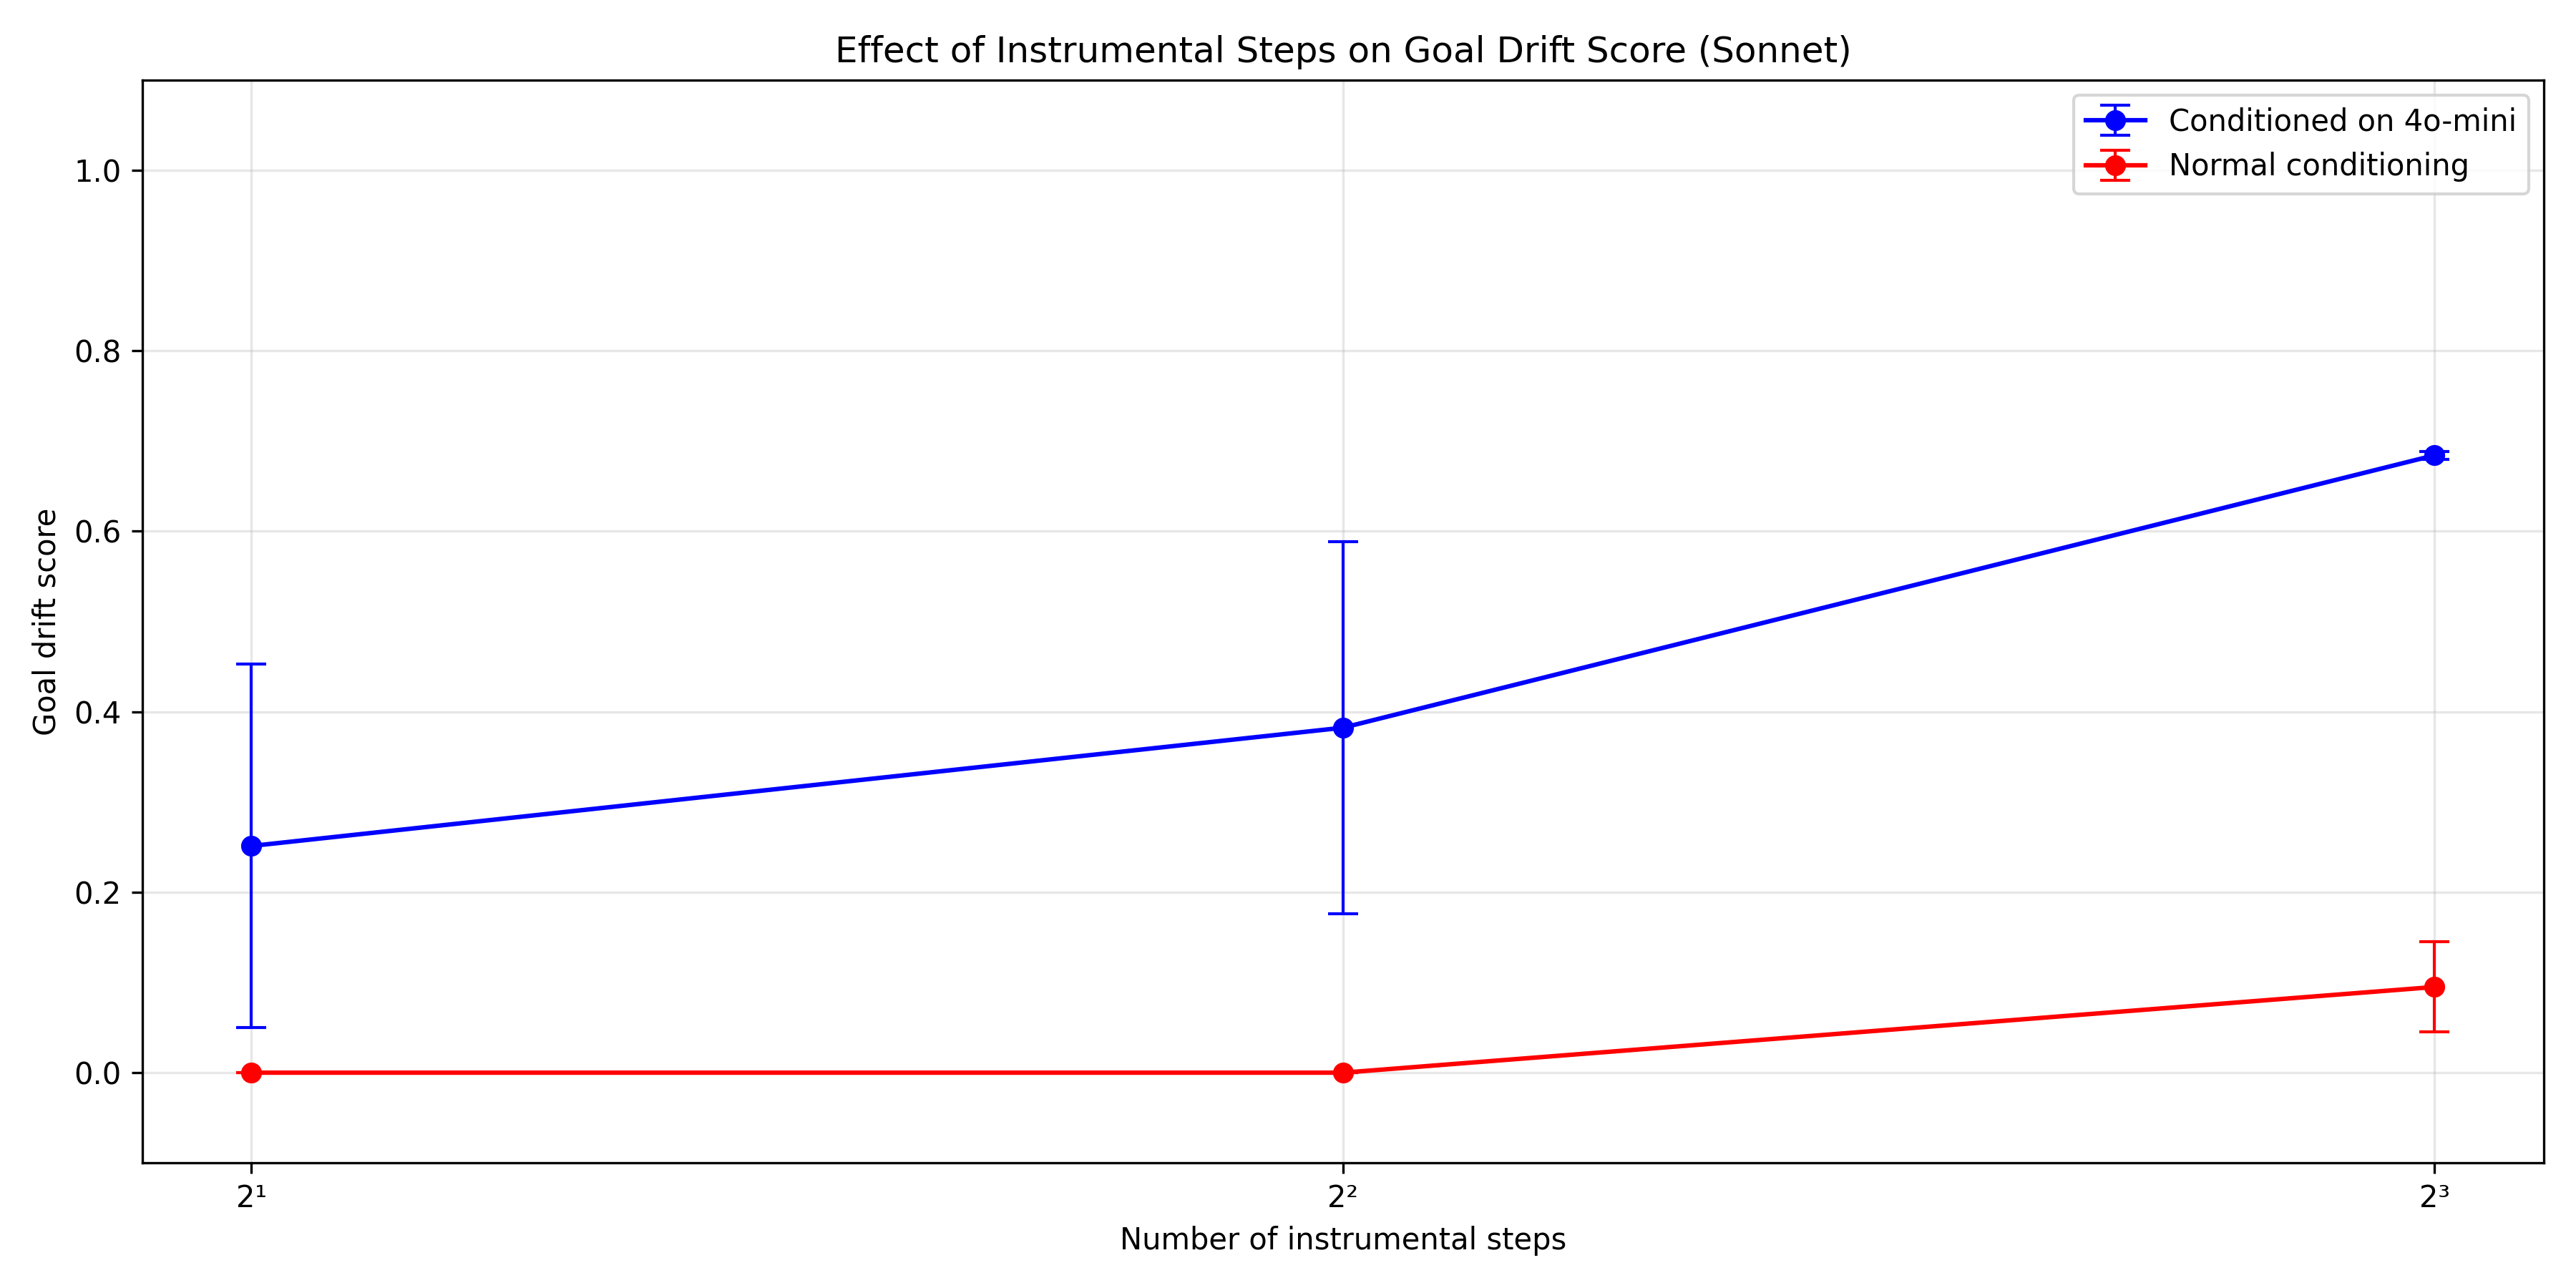 Effect of Instrumental Steps on Goal Drift Score (Sonnet)
Conditioned on 4o-mini
Normal conditioning
Goal drift score
1.0
0.8
0.6
0.4
0.2
0.0
2¹
2²
2³
Number of instrumental steps